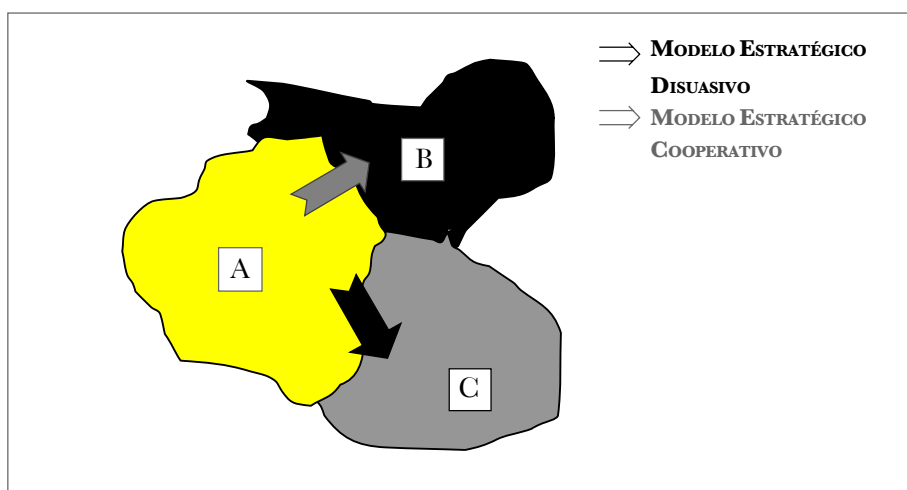 Modelo Estratégico
Disuasivo
Modelo Estratégico
Cooperativo
B
A
C